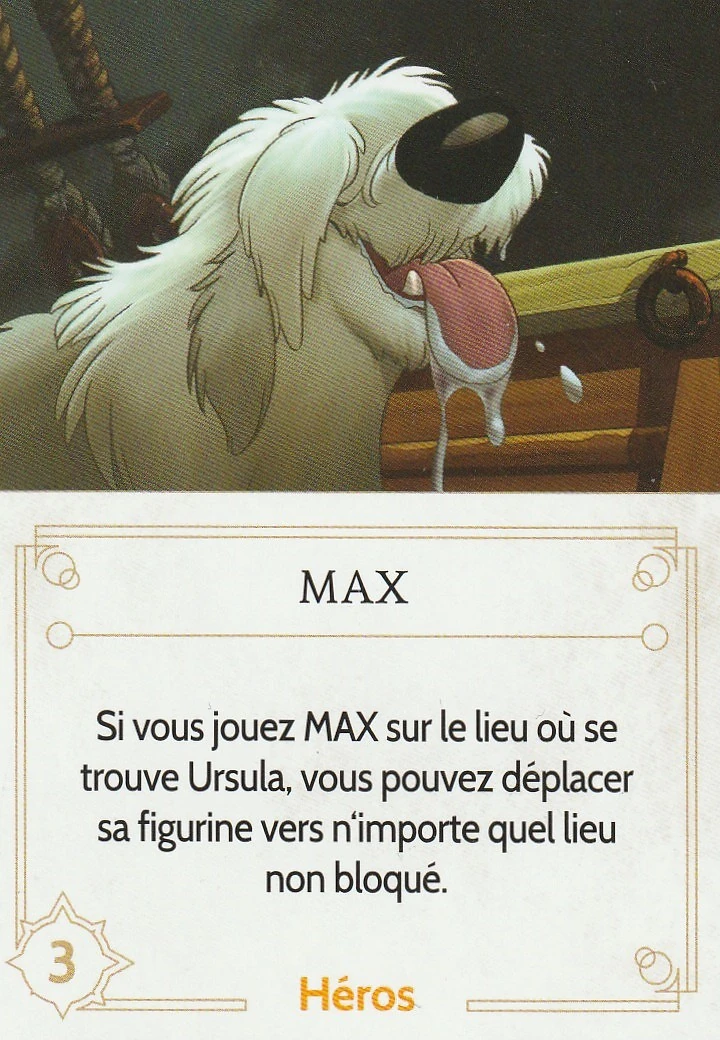 MAX
Si vous jouez MAX sur le lieu où se
trouve Ursula, vous pouvez déplacer
sa figurine vers n‘importe quel lieu
non bloqué.
3
Héros